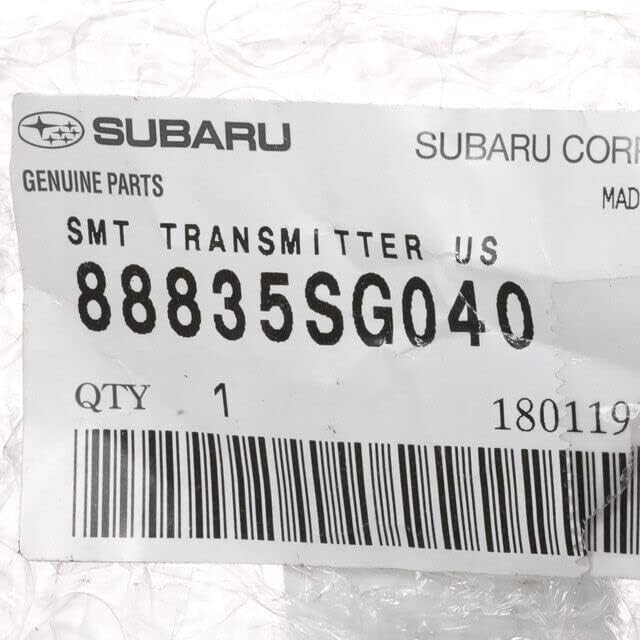 SUBARU
SUBARU CORP
GENUINE PARTS
MAD
SMT TRANSMITTER US
88835SG040
QTY 1
180119